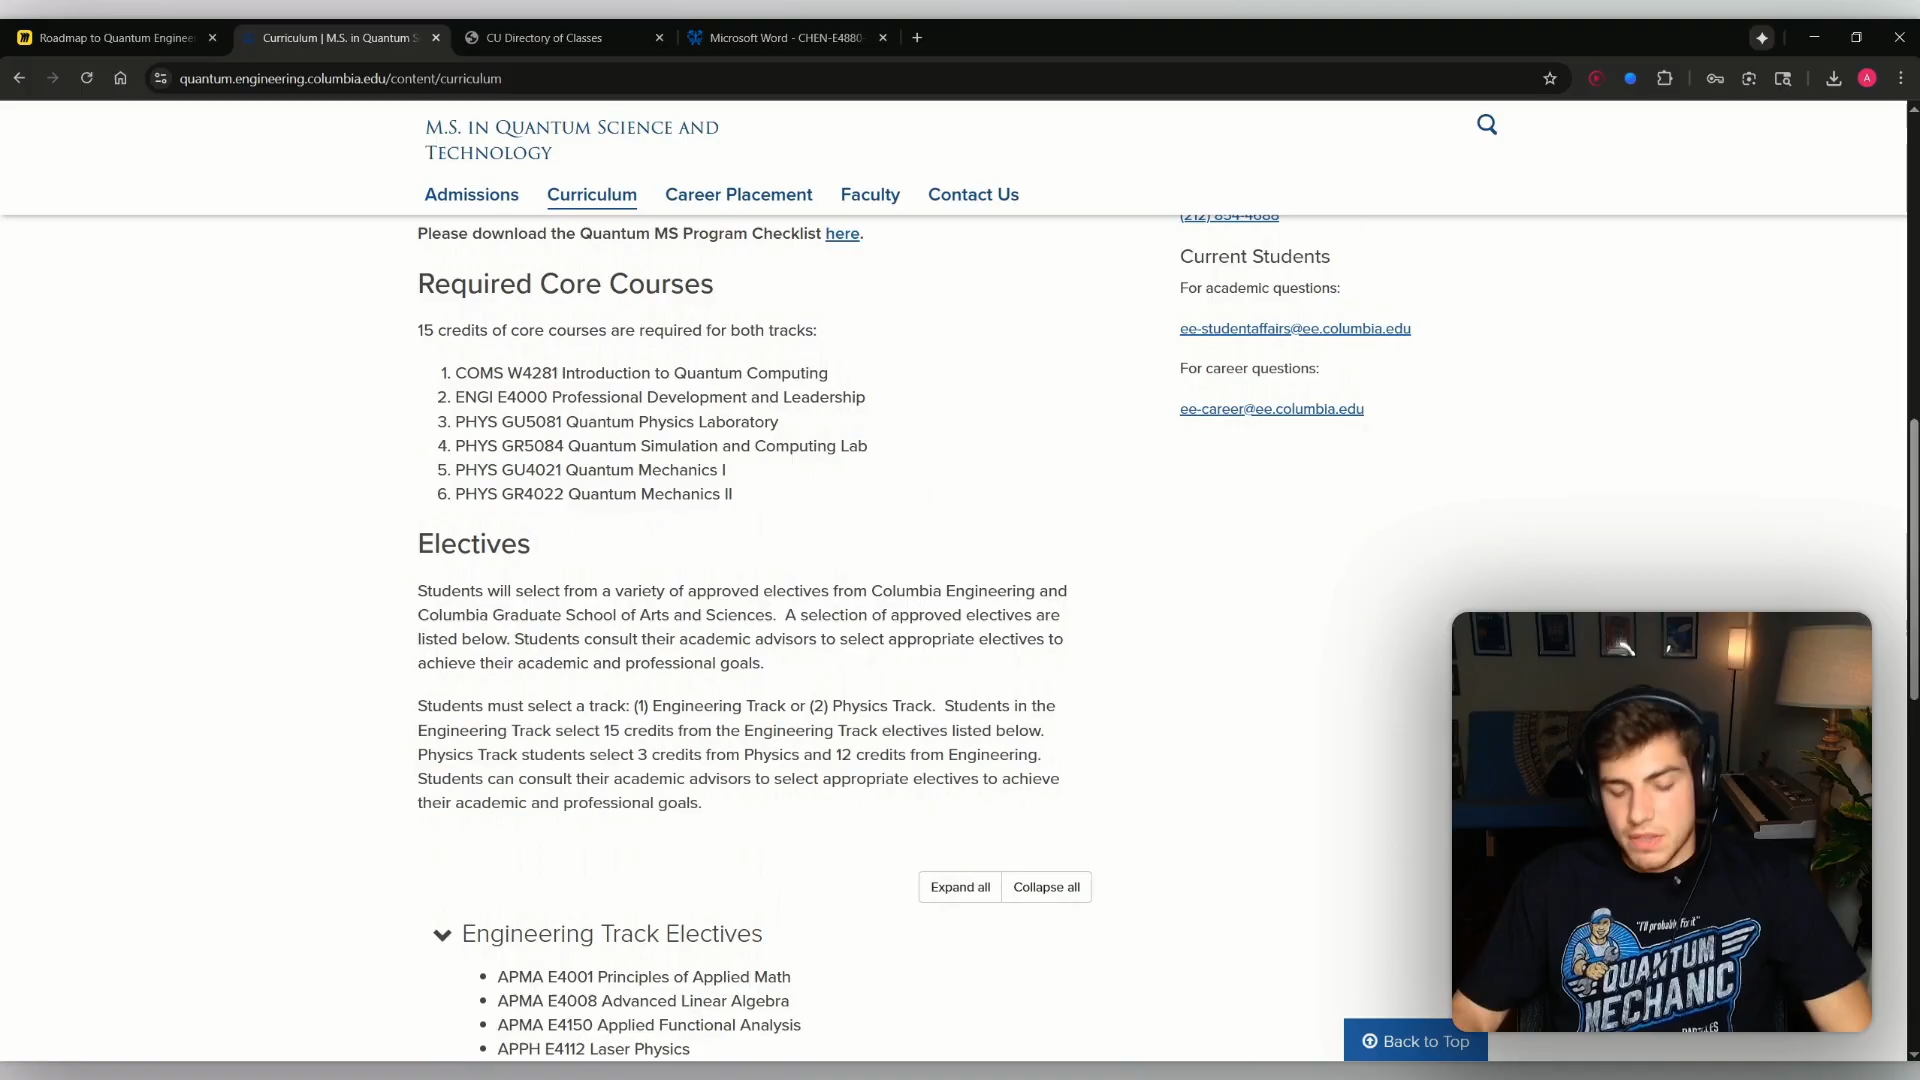 Roadmap to Quantum Enginee
Curriculum | M.S. in Quantum S
CU Directory of Classes
Microsoft Word - CHEN-E4880-
quantum.engineering.columbia.edu/content/curriculum
A
M.S. in Quantum Science and
Technology
Admissions
Curriculum
Career Placement
Faculty
Contact Us
Please download the Quantum MS Program Checklist here.
Required Core Courses
15 credits of core courses are required for both tracks:
1. COMS W4281 Introduction to Quantum Computing
2. ENGI E4000 Professional Development and Leadership
3. PHYS GU5081 Quantum Physics Laboratory
4. PHYS GR5084 Quantum Simulation and Computing Lab
5. PHYS GU4021 Quantum Mechanics I
6. PHYS GR4022 Quantum Mechanics II
Electives
Students will select from a variety of approved electives from Columbia Engineering and
Columbia Graduate School of Arts and Sciences.  A selection of approved electives are
listed below. Students consult their academic advisors to select appropriate electives to
achieve their academic and professional goals.
Students must select a track: (1) Engineering Track or (2) Physics Track.  Students in the
Engineering Track select 15 credits from the Engineering Track electives listed below.
Physics Track students select 3 credits from Physics and 12 credits from Engineering.
Students can consult their academic advisors to select appropriate electives to achieve
their academic and professional goals.
Expand all
Collapse all
Engineering Track Electives
• APMA E4001 Principles of Applied Math
• APMA E4008 Advanced Linear Algebra
• APMA E4150 Applied Functional Analysis
• APPH E4112 Laser Physics
(212) 854-4688
Current Students
For academic questions:
ee-studentaffairs@ee.columbia.edu
For career questions:
ee-career@ee.columbia.edu
"I'll probably Fix it"
QUANTUM
MECHANIC
Back to Top